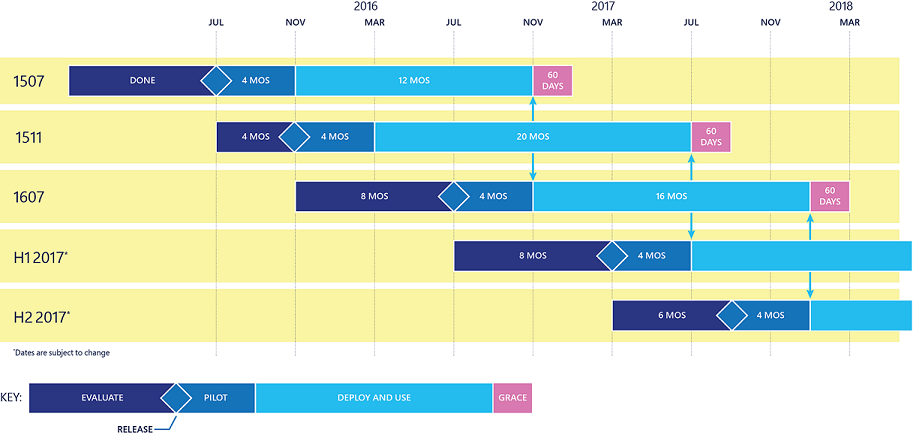 2016 2017 2018
JUL NOV MAR JUL NOV MAR JUL NOV MAR
1507 DONE 4 MOS 12 MOS 60 DAYS
1511 4 MOS 4 MOS 20 MOS 60 DAYS
1607 8 MOS 4 MOS 16 MOS 60 DAYS
H1 2017* 8 MOS 4 MOS
H2 2017* 6 MOS 4 MOS
*Dates are subject to change
KEY: EVALUATE PILOT DEPLOY AND USE GRACE
RELEASE